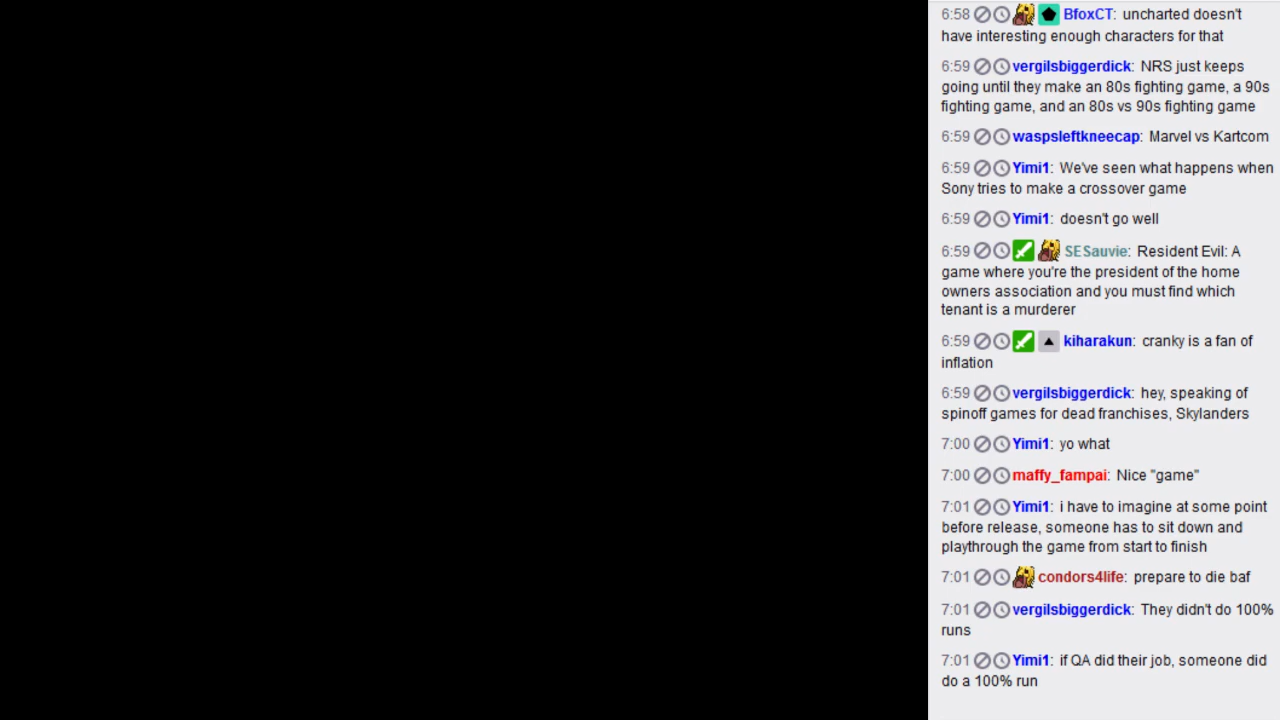 6:58 BfoxCT: uncharted doesn't
have interesting enough characters for that
6:59 vergilsbiggerdick: NRS just keeps
going until they make an 80s fighting game, a 90s
fighting game, and an 80s vs 90s fighting game
6:59 waspsleftkneecap: Marvel vs Kartcom
6:59 Yimi1: We've seen what happens when
Sony tries to make a crossover game
6:59 Yimi1: doesn't go well
6:59 SESauvie: Resident Evil: A
game where you're the president of the home
owners association and you must find which
tenant is a murderer
6:59 kiharakun: cranky is a fan of
inflation
6:59 vergilsbiggerdick: hey, speaking of
spinoff games for dead franchises, Skylanders
7:00 Yimi1: yo what
7:00 maffy_fampai: Nice "game"
7:01 Yimi1: i have to imagine at some point
before release, someone has to sit down and
playthrough the game from start to finish
7:01 condors4life: prepare to die baf
7:01 vergilsbiggerdick: They didn't do 100%
runs
7:01 Yimi1: if QA did their job, someone did
do a 100% run